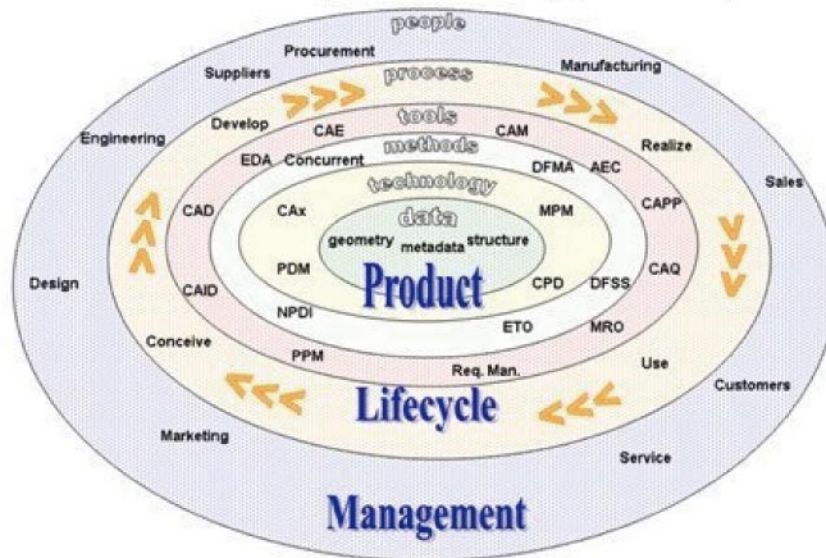 people
Procurement
Suppliers
Manufacturing
process
Develop
Engineering
tools
CAE
CAM
Realize
methods
EDA
Concurrent
DFMA
AEC
Sales
technology
CAD
CAx
MPM
CAPP
data
geometry
metadata
structure
Design
PDM
CPD
DFSS
CAQ
CAID
Product
NPDI
ETO
MRO
Conceive
PPM
Req. Man.
Use
Customers
Lifecycle
Marketing
Service
Management